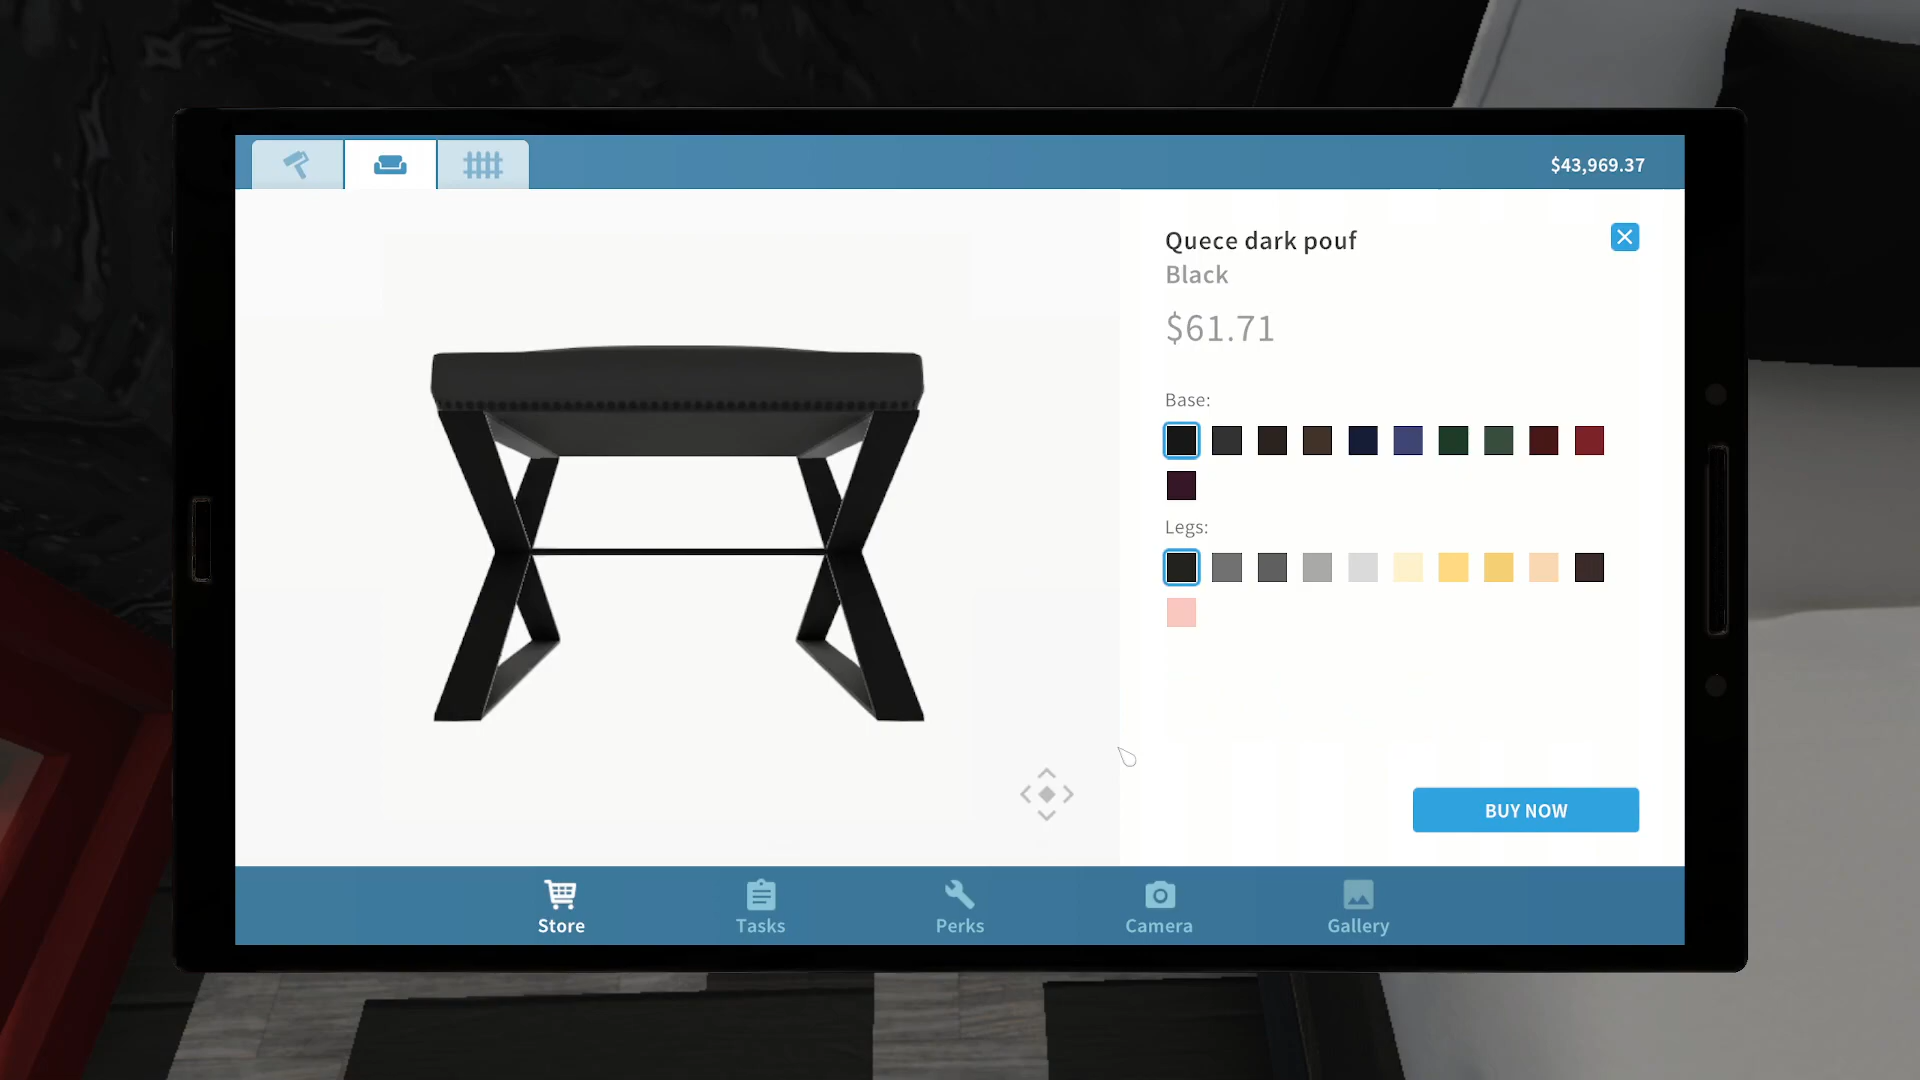 $43,969.37
Quece dark pouf
Black
$61.71
Base:
Legs:
BUY NOW
Store
Tasks
Perks
Camera
Gallery